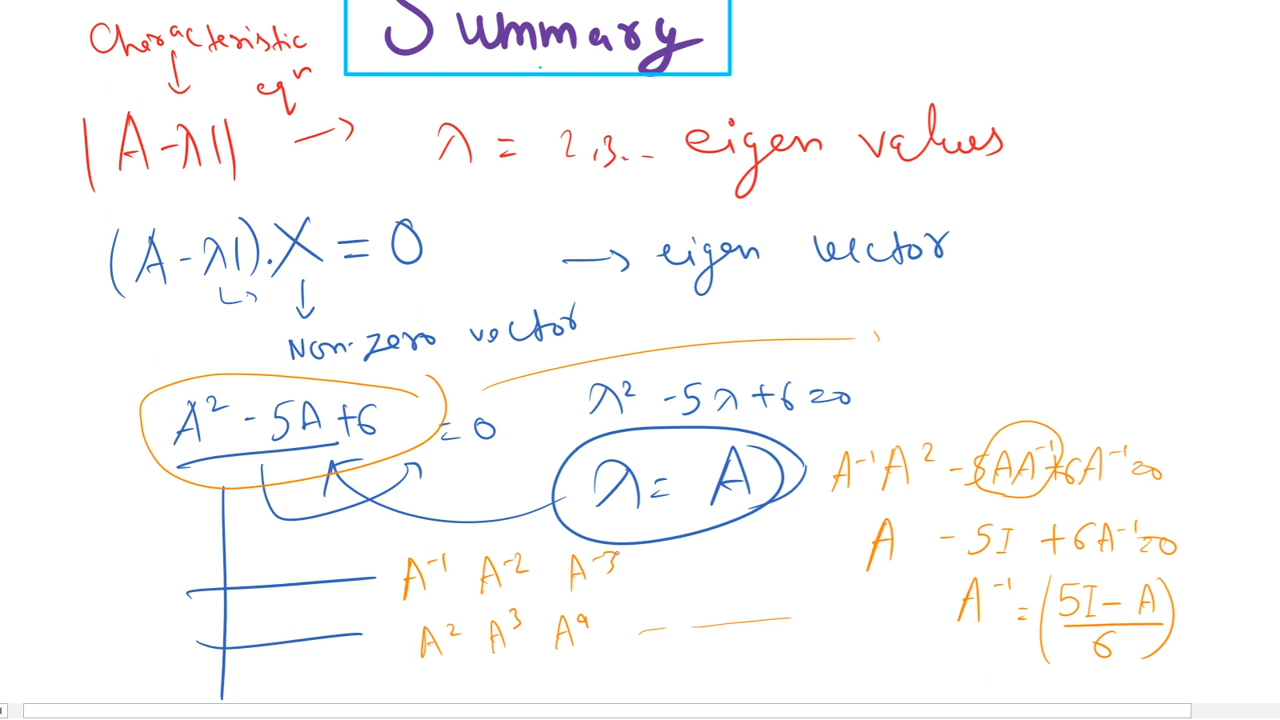 Summary
Characteristic
eqⁿ
|A-λI| → λ = 2,3.. eigen values
(A-λI).X = 0 → eigen vector
Non-zero vector
A² - 5A + 6 = 0
λ² - 5λ + 6 = 0
λ = A
A⁻¹A² - 5AA⁻¹ + 6A⁻¹ = 0
A - 5I + 6A⁻¹ = 0
A⁻¹ = (5I - A / 6)
A⁻¹ A⁻² A⁻³
A² A³ A⁴ - —